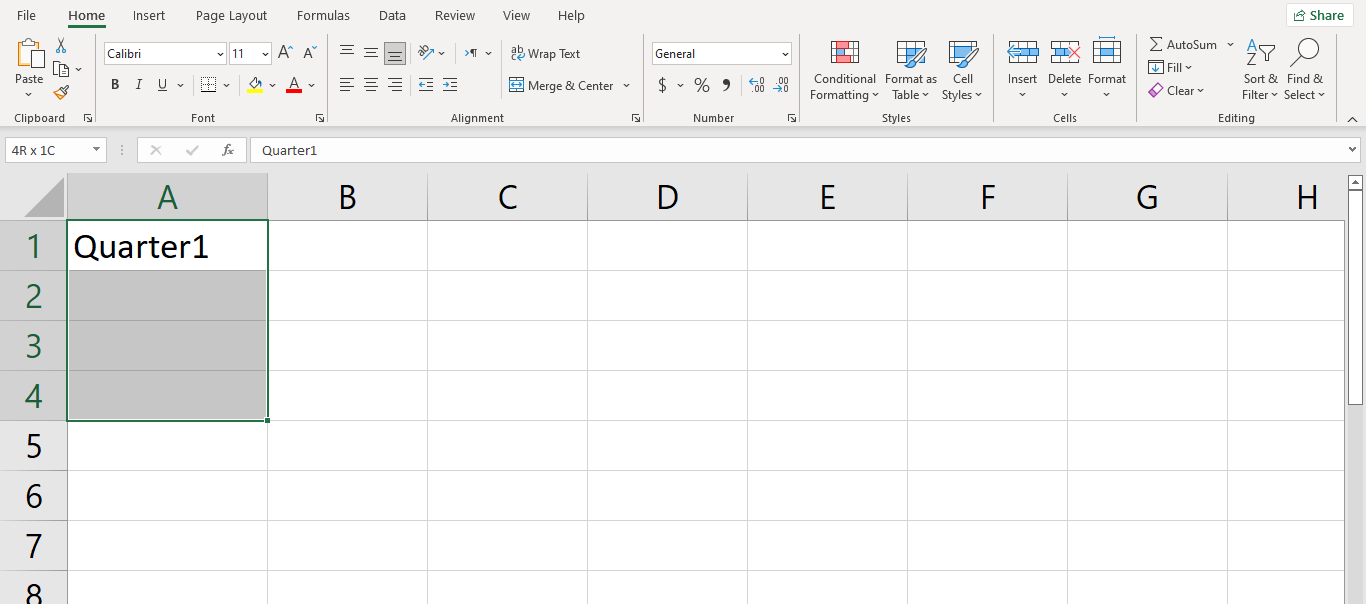 File Home Insert Page Layout Formulas Data Review View Help Share
Calibri 11 A A ab Wrap Text General AutoSum A
Paste c Conditional Format as Cell Insert Delete Format Fill Z Sort & Find &
B I U A Merge & Center $ % , .00 .00 Formatting Table Styles Clear Filter Select
Clipboard Font Alignment Number Styles Cells Editing
4R x 1C fx Quarter1
A B C D E F G H
1 Quarter1
2
3
4
5
6
7
8